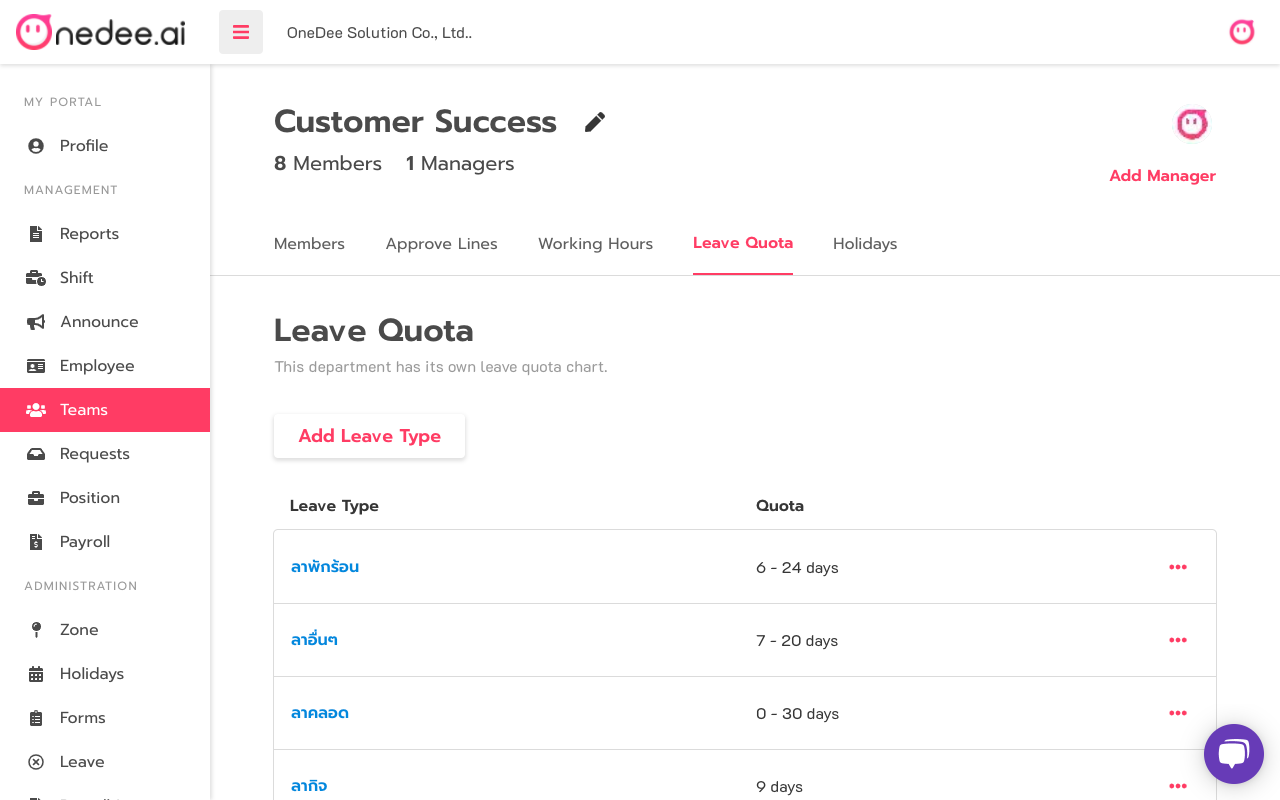 nedee.ai
OneDee Solution Co., Ltd..
MY PORTAL
Profile
MANAGEMENT
Reports
Shift
Announce
Employee
Teams
Requests
Position
Payroll
ADMINISTRATION
Zone
Holidays
Forms
Leave
Customer Success
8 Members 1 Managers
Add Manager
Members Approve Lines Working Hours Leave Quota Holidays
Leave Quota
This department has its own leave quota chart.
Add Leave Type
Leave Type Quota
ลาพักร้อน 6 - 24 days
ลาอื่นๆ 7 - 20 days
ลาคลอด 0 - 30 days
ลากิจ 9 days